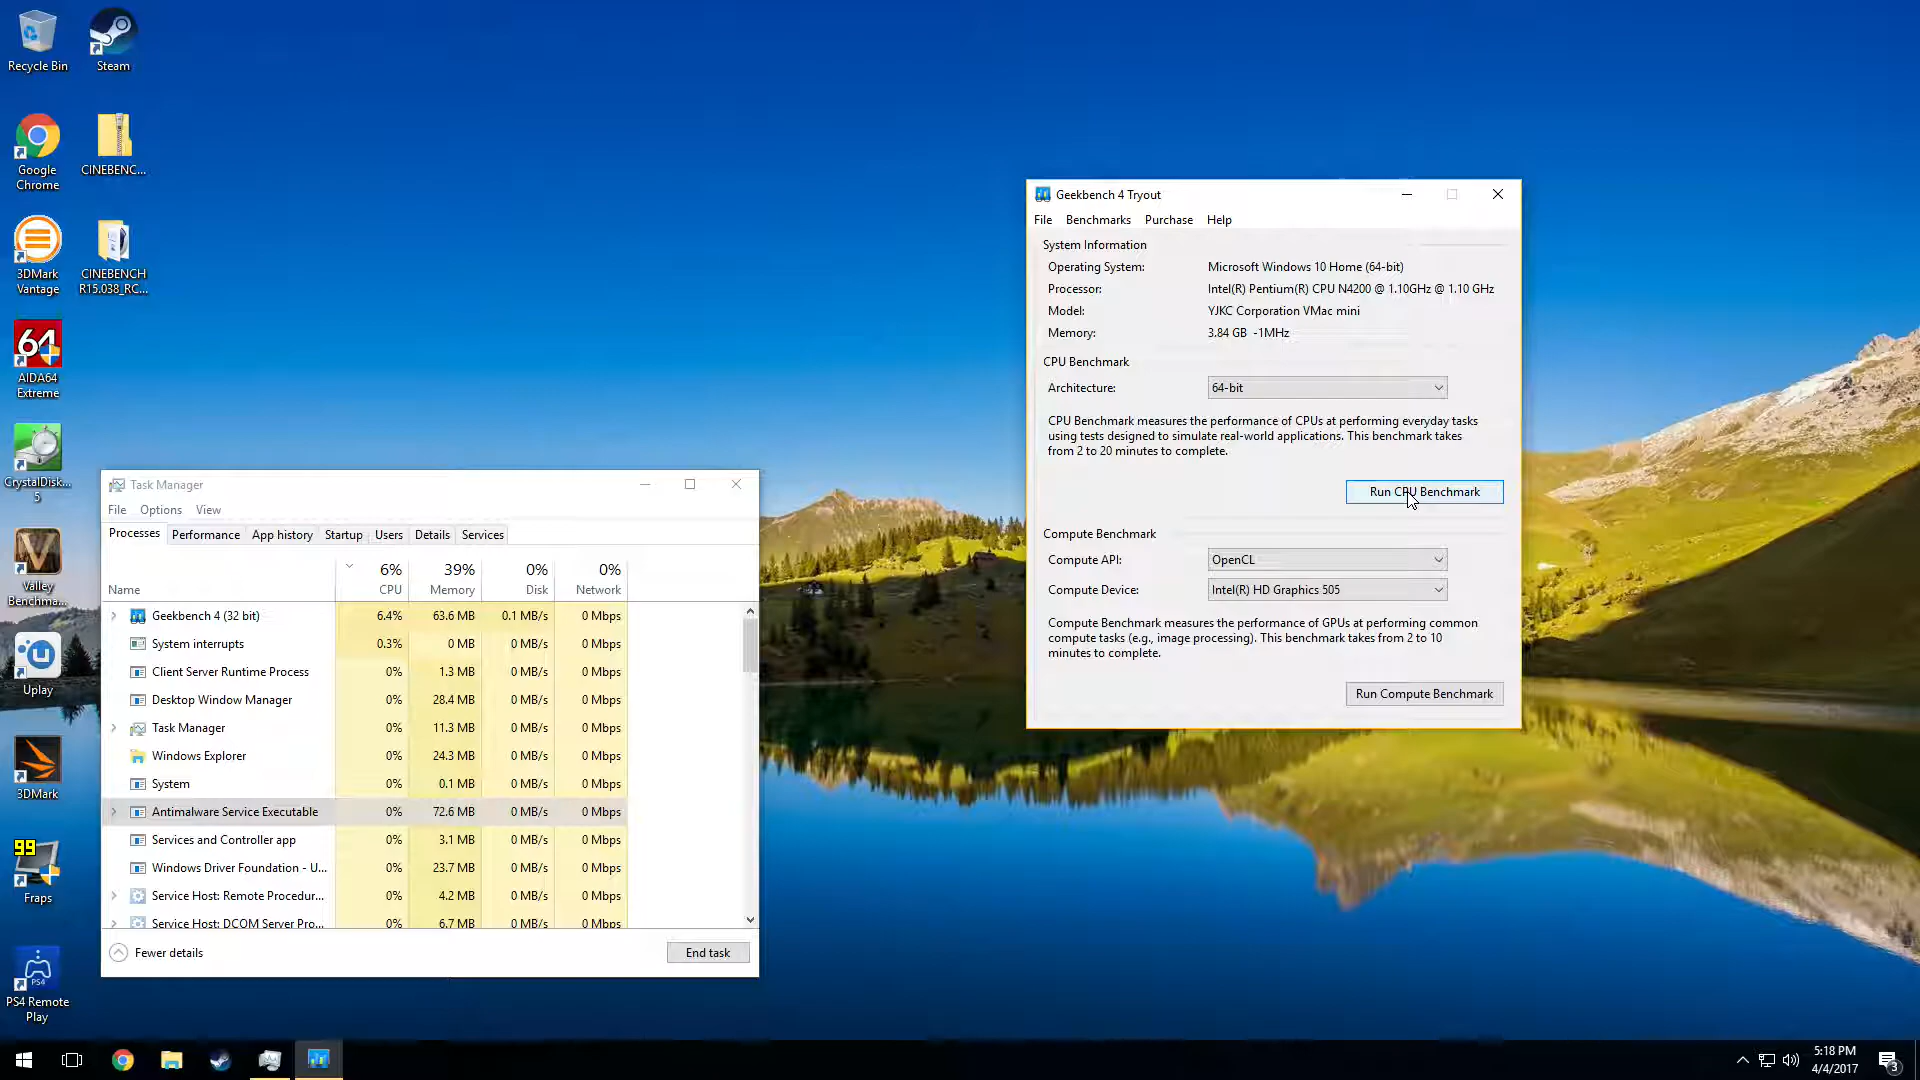 Recycle Bin
Steam
Google
Chrome
CINEBENC...
3DMark
Vantage
CINEBENCH
R15.038_RC...
64
AIDA64
Extreme
CrystalDisk...
5
Valley
Benchma...
Uplay
3DMark
99
Fraps
PS4
PS4 Remote
Play
Task Manager
File Options View
Processes Performance App history Startup Users Details Services
6% 39% 0% 0%
Name CPU Memory Disk Network
Geekbench 4 (32 bit) 6.4% 63.6 MB 0.1 MB/s 0 Mbps
System interrupts 0.3% 0 MB 0 MB/s 0 Mbps
Client Server Runtime Process 0% 1.3 MB 0 MB/s 0 Mbps
Desktop Window Manager 0% 28.4 MB 0 MB/s 0 Mbps
Task Manager 0% 11.3 MB 0 MB/s 0 Mbps
Windows Explorer 0% 24.3 MB 0 MB/s 0 Mbps
System 0% 0.1 MB 0 MB/s 0 Mbps
Antimalware Service Executable 0% 72.6 MB 0 MB/s 0 Mbps
Services and Controller app 0% 3.1 MB 0 MB/s 0 Mbps
Windows Driver Foundation - U... 0% 23.7 MB 0 MB/s 0 Mbps
Service Host: Remote Procedur... 0% 4.2 MB 0 MB/s 0 Mbps
Service Host: DCOM Server Pro... 0% 6.7 MB 0 MB/s 0 Mbps
Fewer details
End task
Geekbench 4 Tryout
File Benchmarks Purchase Help
System Information
Operating System: Microsoft Windows 10 Home (64-bit)
Processor: Intel(R) Pentium(R) CPU N4200 @ 1.10GHz @ 1.10 GHz
Model: YJKC Corporation VMac mini
Memory: 3.84 GB -1MHz
CPU Benchmark
Architecture: 64-bit
CPU Benchmark measures the performance of CPUs at performing everyday tasks
using tests designed to simulate real-world applications. This benchmark takes
from 2 to 20 minutes to complete.
Run CPU Benchmark
Compute Benchmark
Compute API: OpenCL
Compute Device: Intel(R) HD Graphics 505
Compute Benchmark measures the performance of GPUs at performing common
compute tasks (e.g., image processing). This benchmark takes from 2 to 10
minutes to complete.
Run Compute Benchmark
5:18 PM
4/4/2017
3